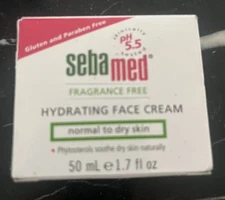 Gluten and Paraben Free
pH
5.5
sebamed®
FRAGRANCE FREE
HYDRATING FACE CREAM
normal to dry skin
• Phytosterols soothe dry skin naturally
50 mL e 1.7 fl oz